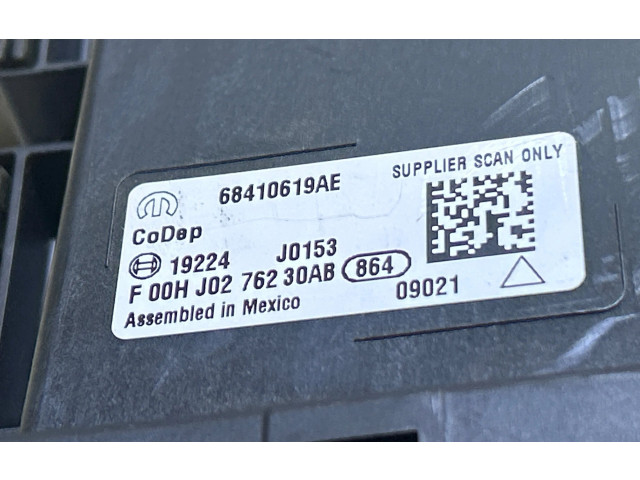 SUPPLIER SCAN ONLY
68410619AE
CoDep
19224 J0153
F 00H J02 762 30AB 864
09021
Assembled in Mexico